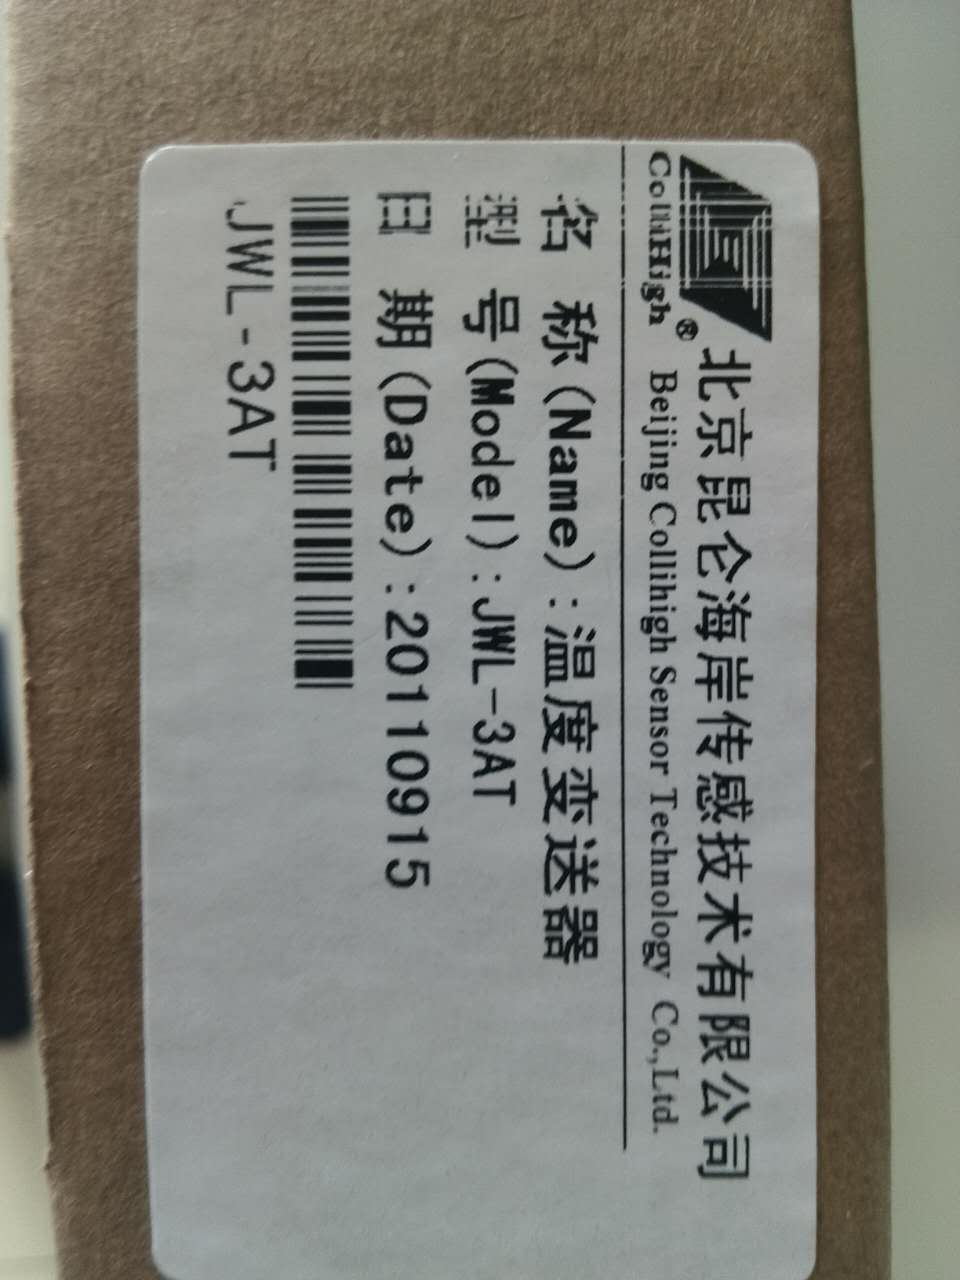 CollHigh®
北京昆仑海岸传感技术有限公司
Beijing Collihigh Sensor Technology Co.,Ltd.
名 称(Name):温度变送器
型 号(Model):JWL-3AT
日 期(Date):20110915
JWL-3AT